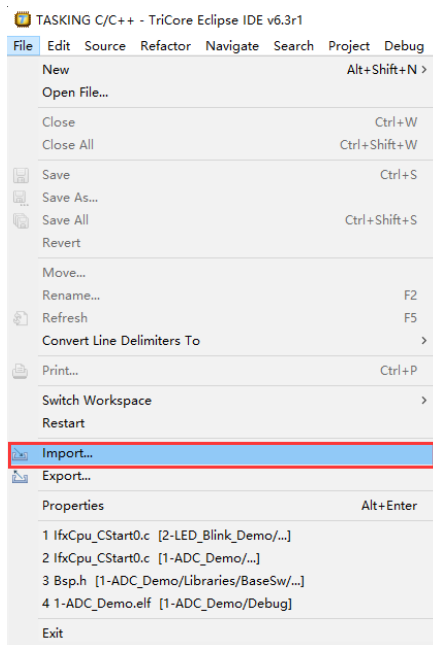 TASKING C/C++ - TriCore Eclipse IDE v6.3r1
File Edit Source Refactor Navigate Search Project Debug
New Alt+Shift+N >
Open File...
Close Ctrl+W
Close All Ctrl+Shift+W
Save Ctrl+S
Save As...
Save All Ctrl+Shift+S
Revert
Move...
Rename... F2
Refresh F5
Convert Line Delimiters To >
Print... Ctrl+P
Switch Workspace >
Restart
Import...
Export...
Properties Alt+Enter
1 IfxCpu_CStart0.c [2-LED_Blink_Demo/...]
2 IfxCpu_CStart0.c [1-ADC_Demo/...]
3 Bsp.h [1-ADC_Demo/Libraries/BaseSw/...]
4 1-ADC_Demo.elf [1-ADC_Demo/Debug]
Exit